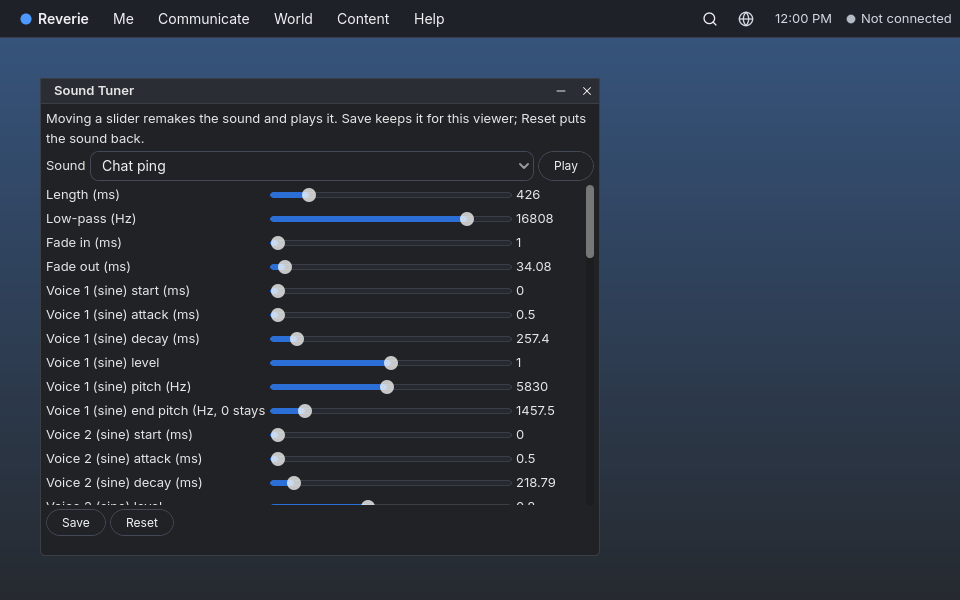 Reverie Me Communicate World Content Help 12:00 PM Not connected
Sound Tuner
Moving a slider remakes the sound and plays it. Save keeps it for this viewer; Reset puts
the sound back.
Sound Chat ping Play
Length (ms) 426
Low-pass (Hz) 16808
Fade in (ms) 1
Fade out (ms) 34.08
Voice 1 (sine) start (ms) 0
Voice 1 (sine) attack (ms) 0.5
Voice 1 (sine) decay (ms) 257.4
Voice 1 (sine) level 1
Voice 1 (sine) pitch (Hz) 5830
Voice 1 (sine) end pitch (Hz, 0 stays 1457.5
Voice 2 (sine) start (ms) 0
Voice 2 (sine) attack (ms) 0.5
Voice 2 (sine) decay (ms) 218.79
Voice 2 (sine) level
Save Reset